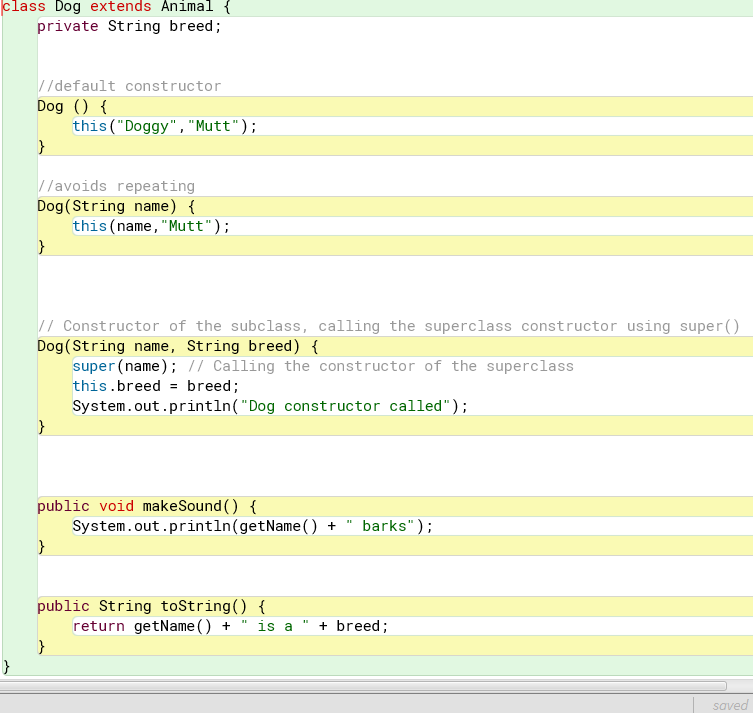 class Dog extends Animal {
    private String breed;
    //default constructor
    Dog () {
        this("Doggy","Mutt");
    }
    //avoids repeating
    Dog(String name) {
        this(name,"Mutt");
    }
    // Constructor of the subclass, calling the superclass constructor using super()
    Dog(String name, String breed) {
        super(name); // Calling the constructor of the superclass
        this.breed = breed;
        System.out.println("Dog constructor called");
    }
    public void makeSound() {
        System.out.println(getName() + " barks");
    }
    public String toString() {
        return getName() + " is a " + breed;
    }
}
saved